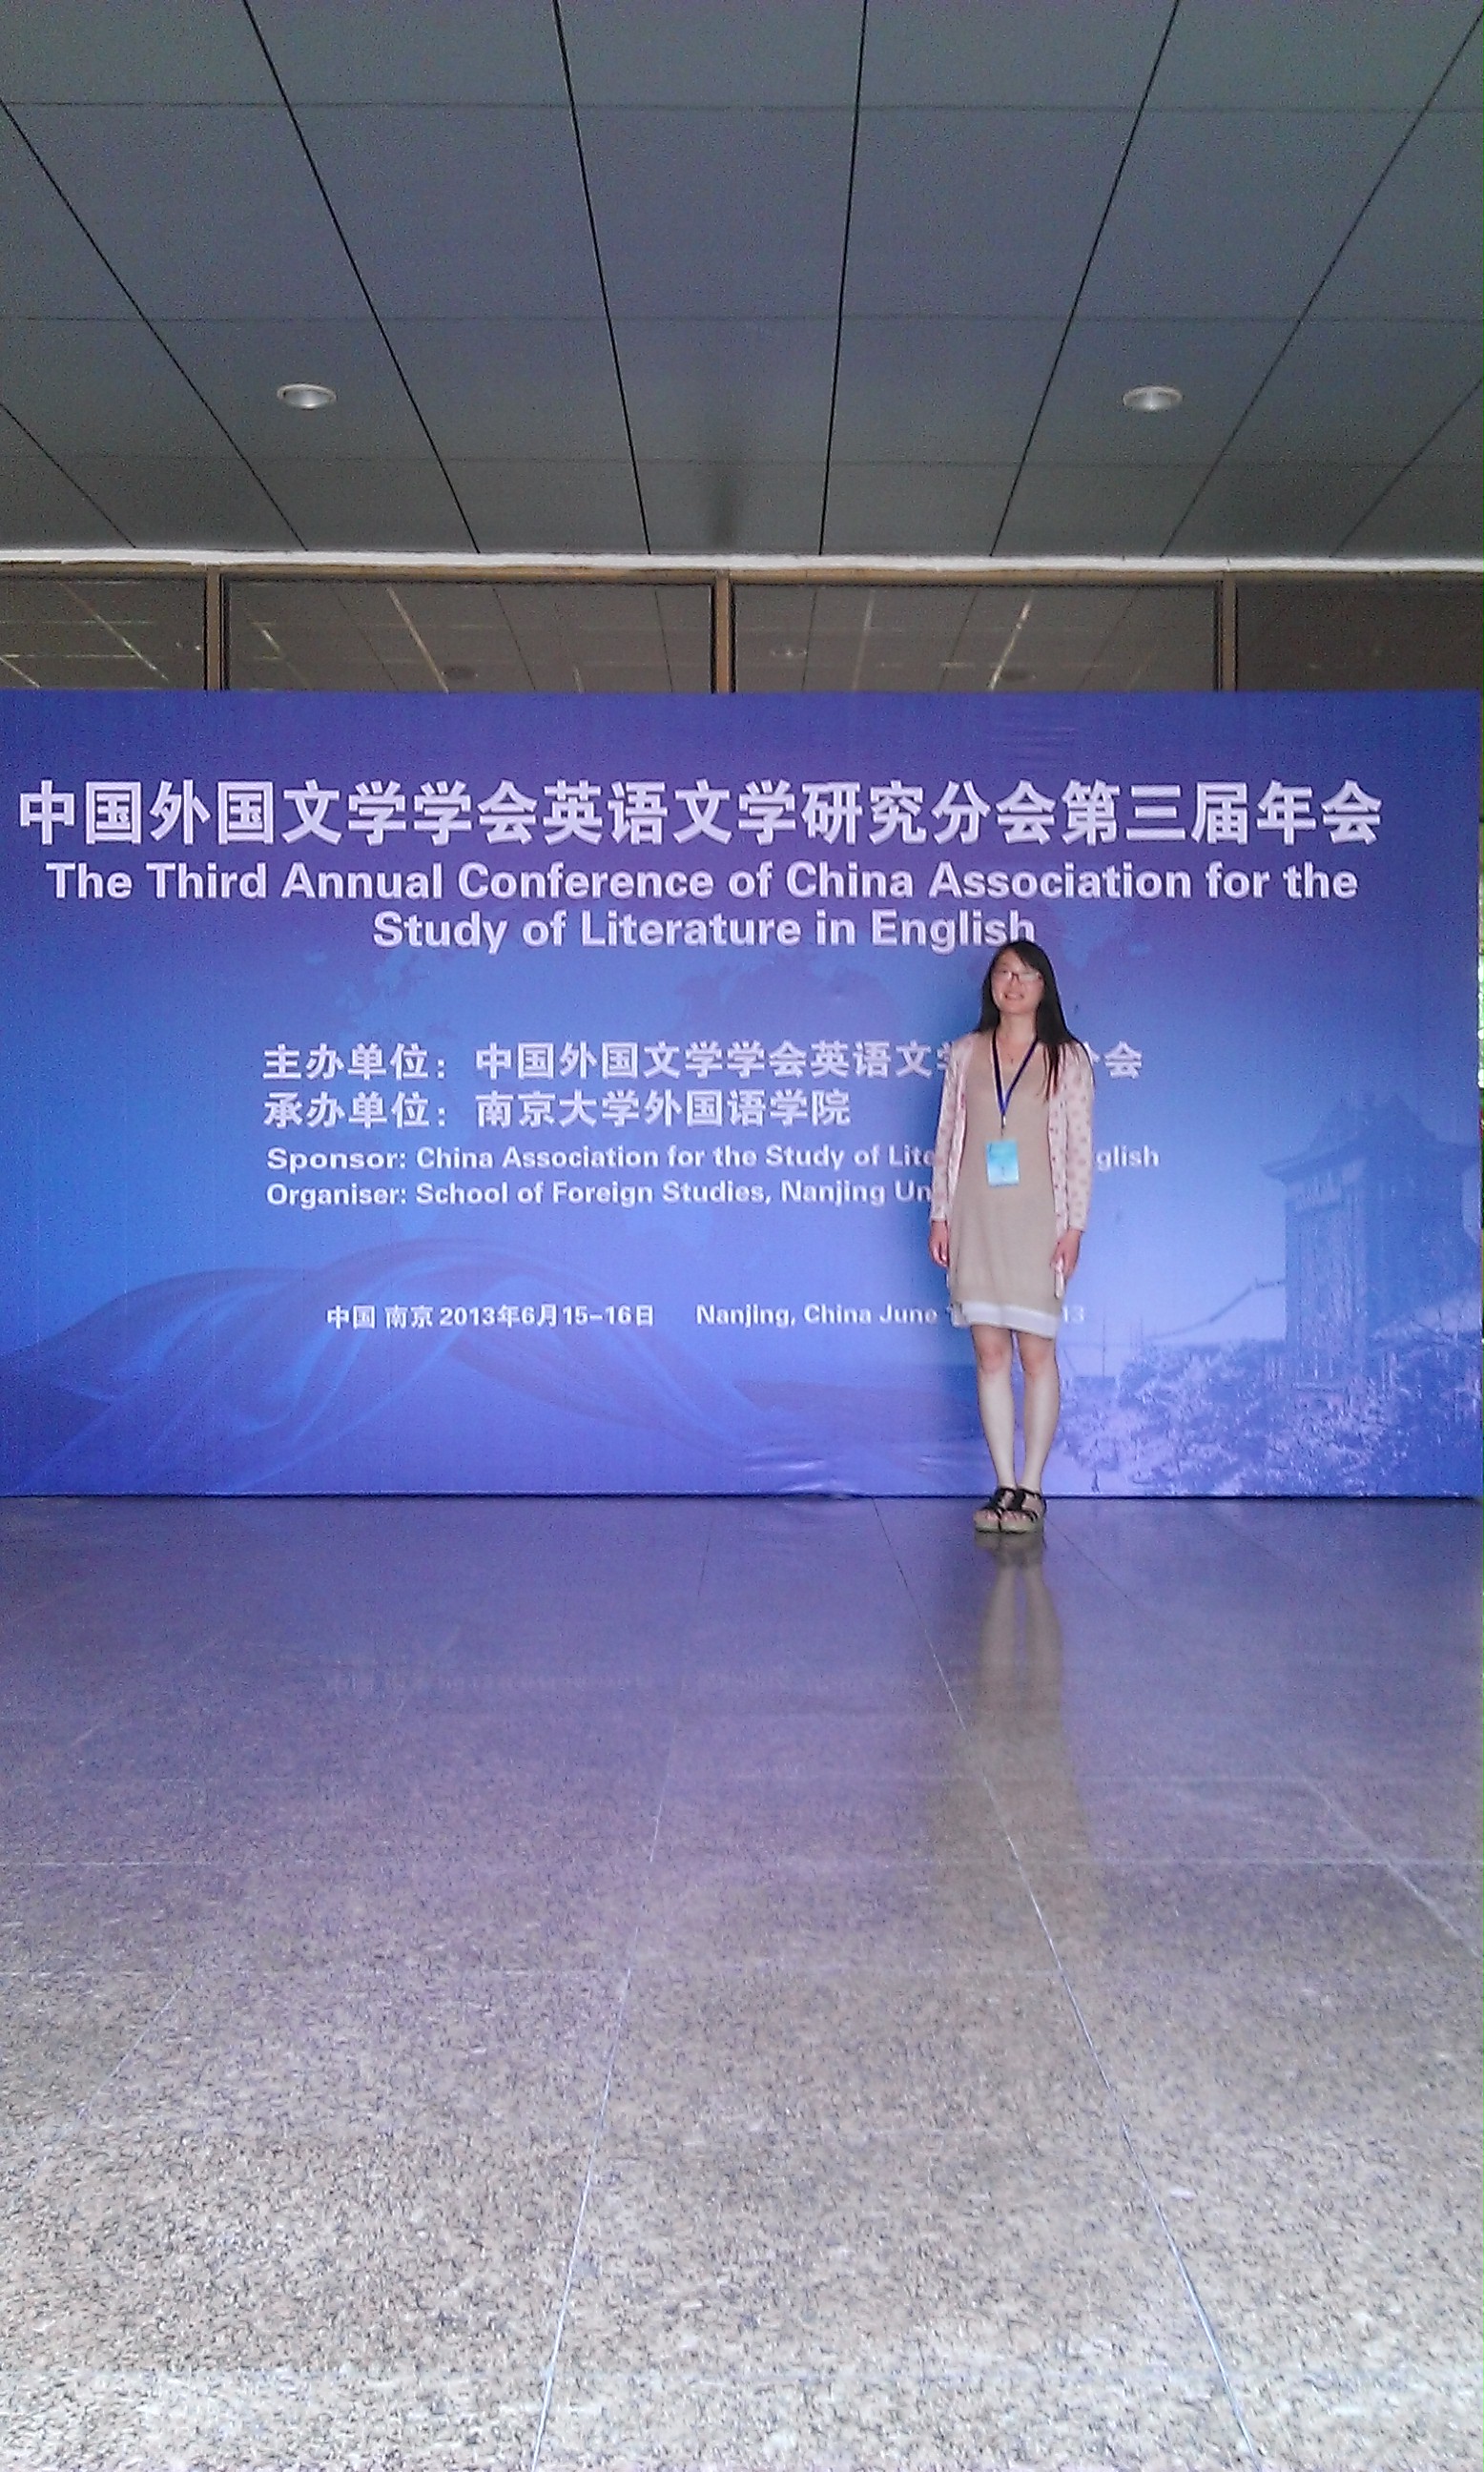 中国外国文学学会英语文学研究分会第三届年会
The Third Annual Conference of China Association for the
Study of Literature in English
主办单位：中国外国文学学会英语文 会
承办单位：南京大学外国语学院
Sponsor: China Association for the Study of
Organiser: School of Foreign Studies, Nanjing
中国 南京 2013年6月15-16日 Nanjing, China June